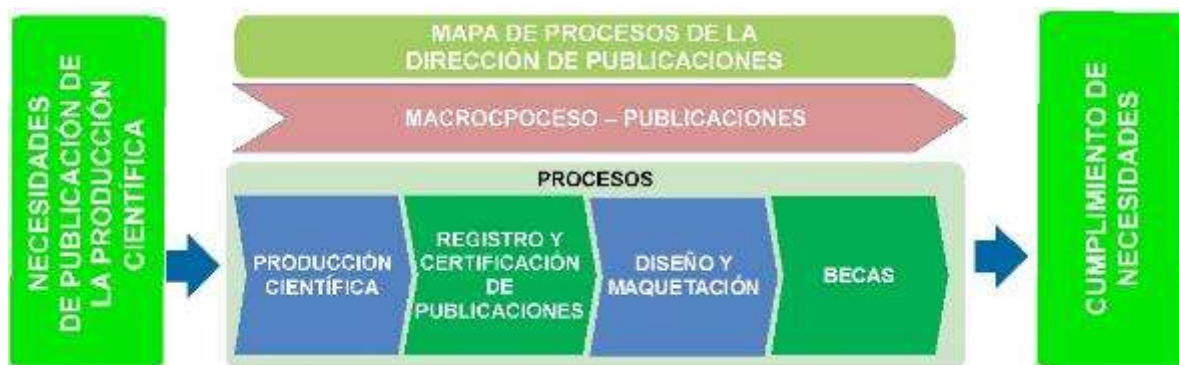 NECESIDADES
DE PUBLICACIÓN DE
LA PRODUCCIÓN
CIENTÍFICA
MAPA DE PROCESOS DE LA
DIRECCIÓN DE PUBLICACIONES
MACROCPOCESO – PUBLICACIONES
PROCESOS
PRODUCCIÓN
CIENTÍFICA
REGISTRO Y
CERTIFICACIÓN
DE
PUBLICACIONES
DISEÑO Y
MAQUETACIÓN
BECAS
CUMPLIMIENTO DE
NECESIDADES